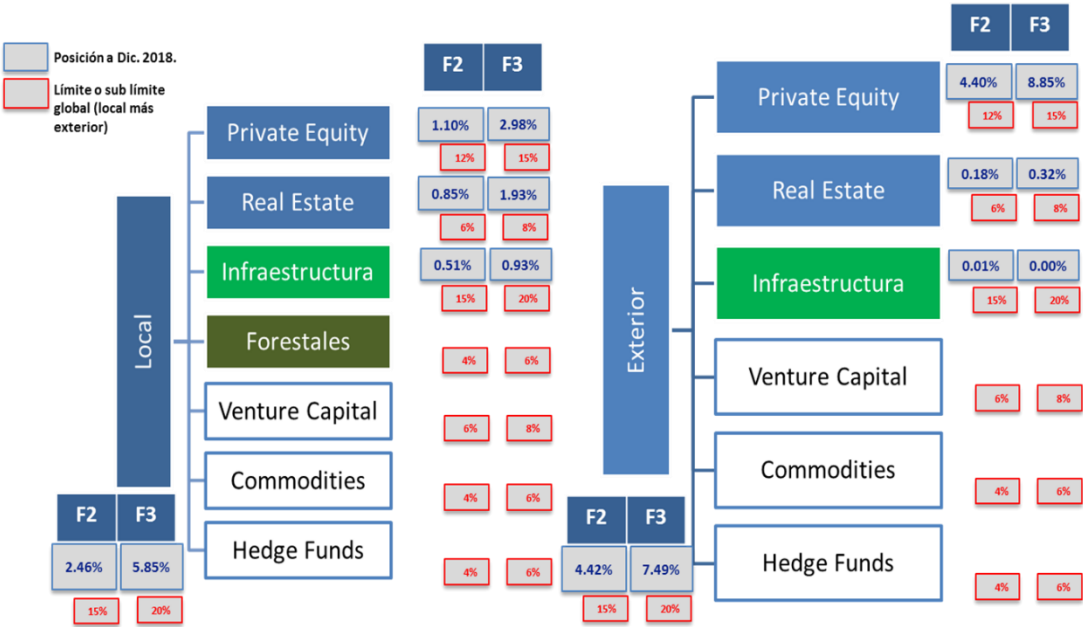 Posición a Dic. 2018.
Límite o sub límite
global (local más
exterior)
Local
F2 F3
2.46% 5.85%
15% 20%
F2 F3
Private Equity 1.10% 2.98%
12% 15%
Real Estate 0.85% 1.93%
6% 8%
Infraestructura 0.51% 0.93%
15% 20%
Forestales
4% 6%
Venture Capital
6% 8%
Commodities
4% 6%
Hedge Funds
4% 6%
Exterior
F2 F3
4.42% 7.49%
15% 20%
F2 F3
Private Equity 4.40% 8.85%
12% 15%
Real Estate 0.18% 0.32%
6% 8%
Infraestructura 0.01% 0.00%
15% 20%
Venture Capital
6% 8%
Commodities
4% 6%
Hedge Funds
4% 6%